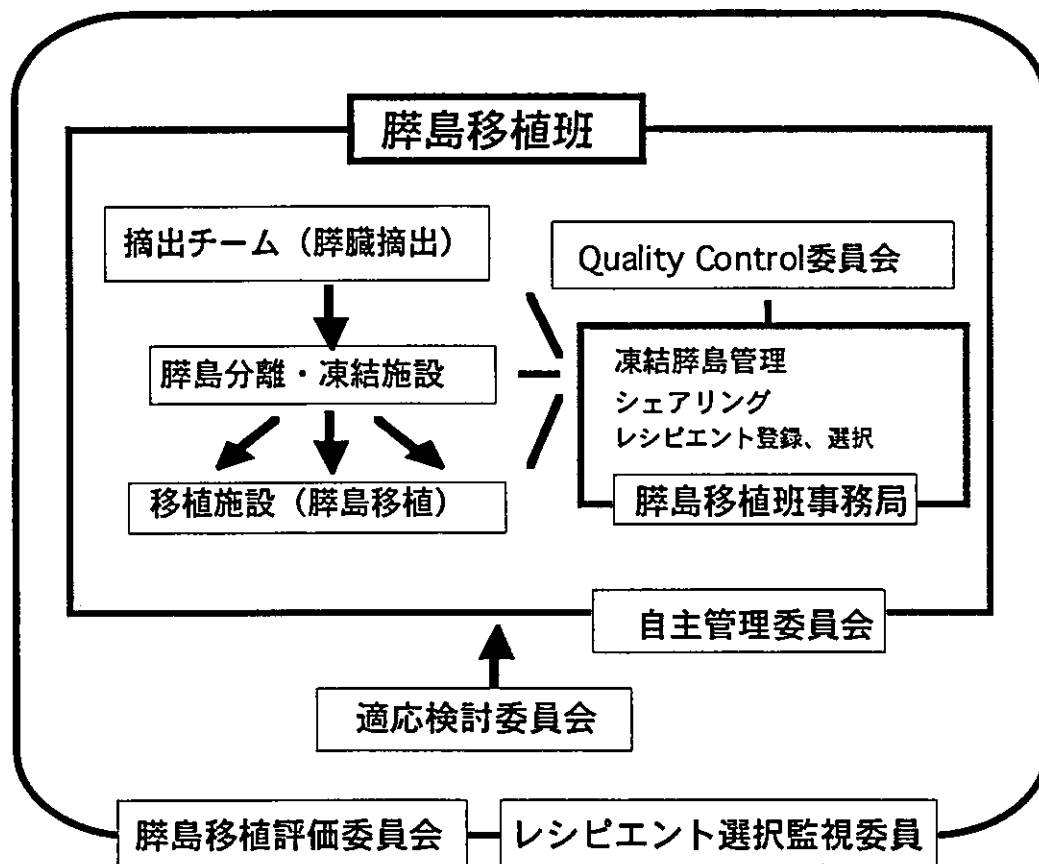 膵島移植班
摘出チーム（膵臓摘出）
Quality Control委員会
膵島分離・凍結施設
凍結膵島管理
シェアリング
レシピエント登録、選択
移植施設（膵島移植）
膵島移植班事務局
自主管理委員会
適応検討委員会
膵島移植評価委員会
レシピエント選択監視委員